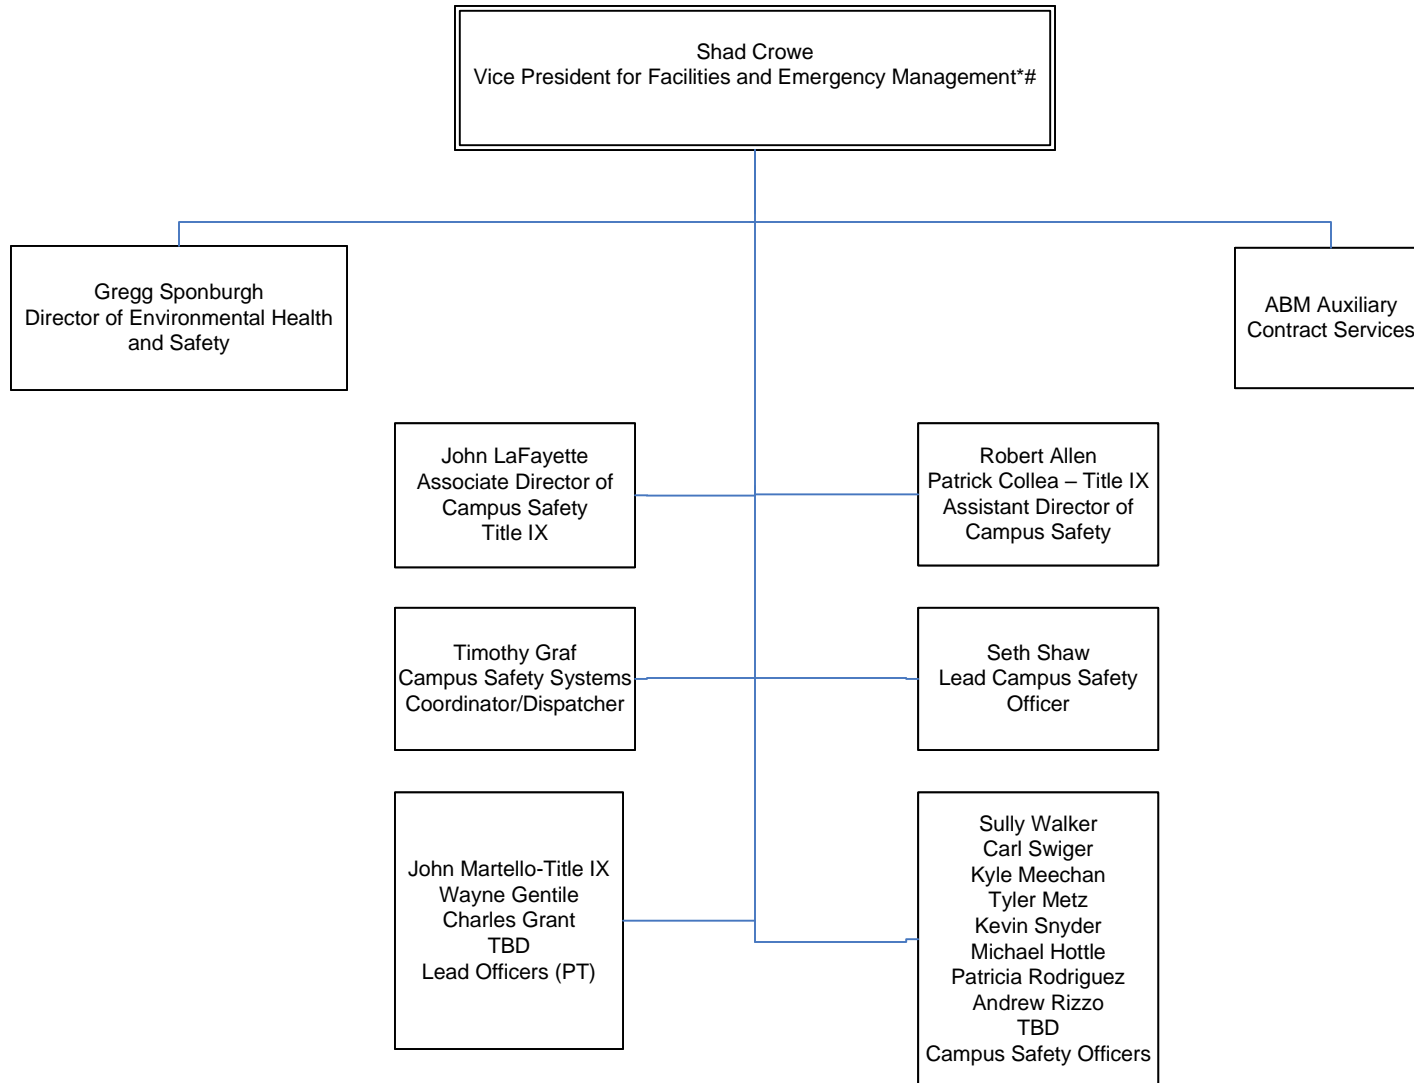 Shad Crowe
Vice President for Facilities and Emergency Management*#
Gregg Sponburgh
Director of Environmental Health
and Safety
ABM Auxiliary
Contract Services
John LaFayette
Associate Director of
Campus Safety
Title IX
Robert Allen
Patrick Collea – Title IX
Assistant Director of
Campus Safety
Timothy Graf
Campus Safety Systems
Coordinator/Dispatcher
Seth Shaw
Lead Campus Safety
Officer
John Martello-Title IX
Wayne Gentile
Charles Grant
TBD
Lead Officers (PT)
Sully Walker
Carl Swiger
Kyle Meechan
Tyler Metz
Kevin Snyder
Michael Hottle
Patricia Rodriguez
Andrew Rizzo
TBD
Campus Safety Officers